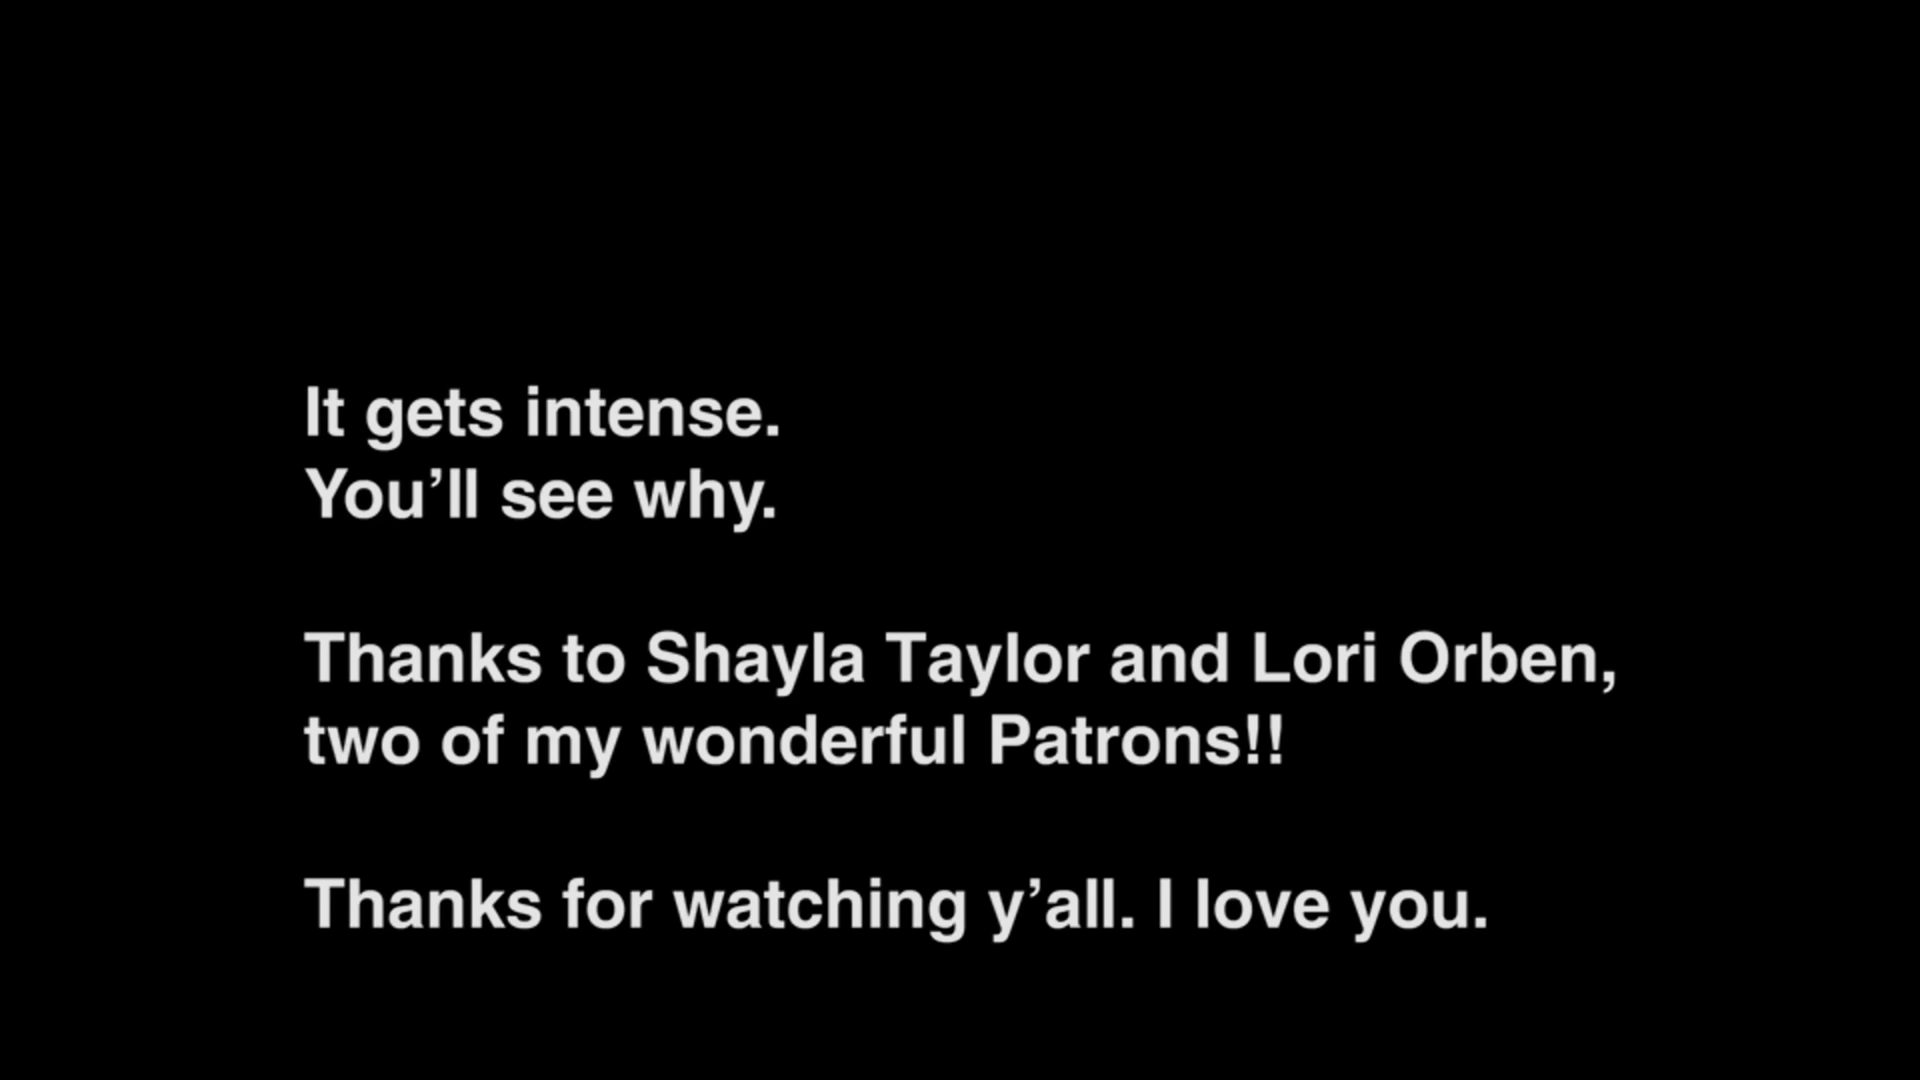 It gets intense.
You’ll see why.
Thanks to Shayla Taylor and Lori Orben,
two of my wonderful Patrons!!
Thanks for watching y’all. I love you.